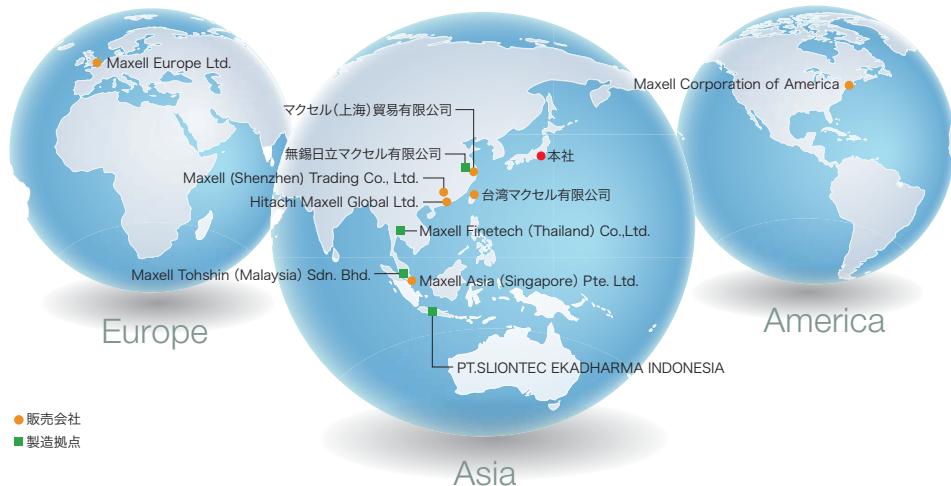 Maxell Europe Ltd.
Europe
マクセル（上海）貿易有限公司
無錫日立マクセル有限公司
本社
Maxell (Shenzhen) Trading Co., Ltd.
Hitachi Maxell Global Ltd.
台湾マクセル有限公司
Maxell Finetech (Thailand) Co.,Ltd.
Maxell Tohshin (Malaysia) Sdn. Bhd.
Maxell Asia (Singapore) Pte. Ltd.
PT.SLIONTEC EKADHARMA INDONESIA
Asia
Maxell Corporation of America
America
販売会社
製造拠点